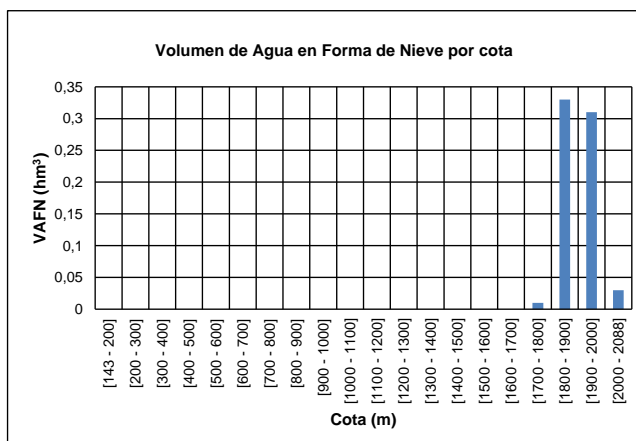 Volumen de Agua en Forma de Nieve por cota
VAFN (hm³)
0,35
0,3
0,25
0,2
0,15
0,1
0,05
0
[143 - 200]
[200 - 300]
[300 - 400]
[400 - 500]
[500 - 600]
[600 - 700]
[700 - 800]
[800 - 900]
[900 - 1000]
[1000 - 1100]
[1100 - 1200]
[1200 - 1300]
[1300 - 1400]
[1400 - 1500]
[1500 - 1600]
[1600 - 1700]
[1700 - 1800]
[1800 - 1900]
[1900 - 2000]
[2000 - 2088]
Cota (m)